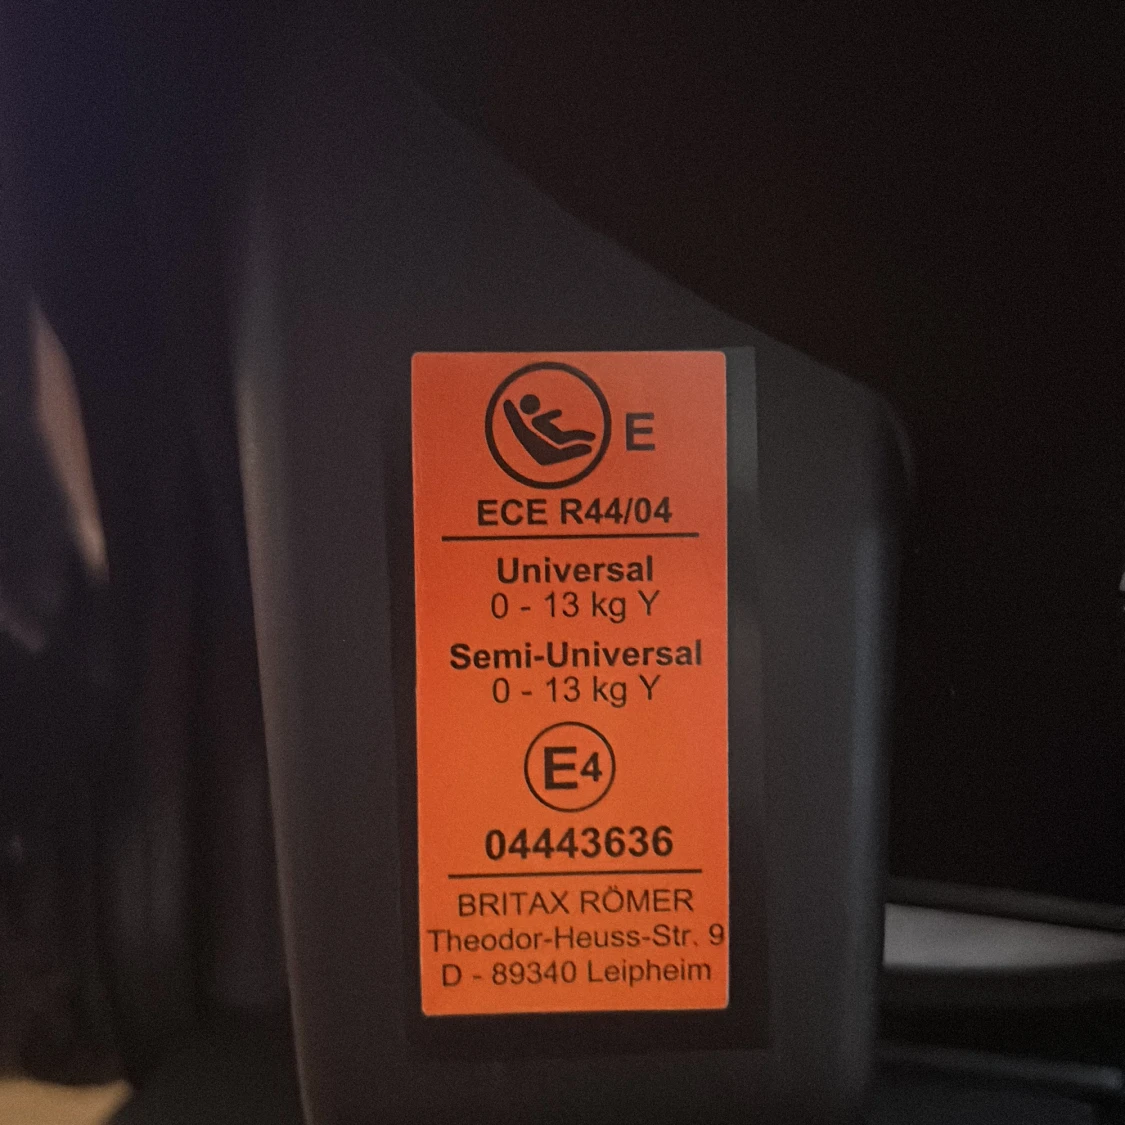 E
ECE R44/04
Universal
0 - 13 kg Y
Semi-Universal
0 - 13 kg Y
E4
04443636
BRITAX RÖMER
Theodor-Heuss-Str. 9
D - 89340 Leipheim